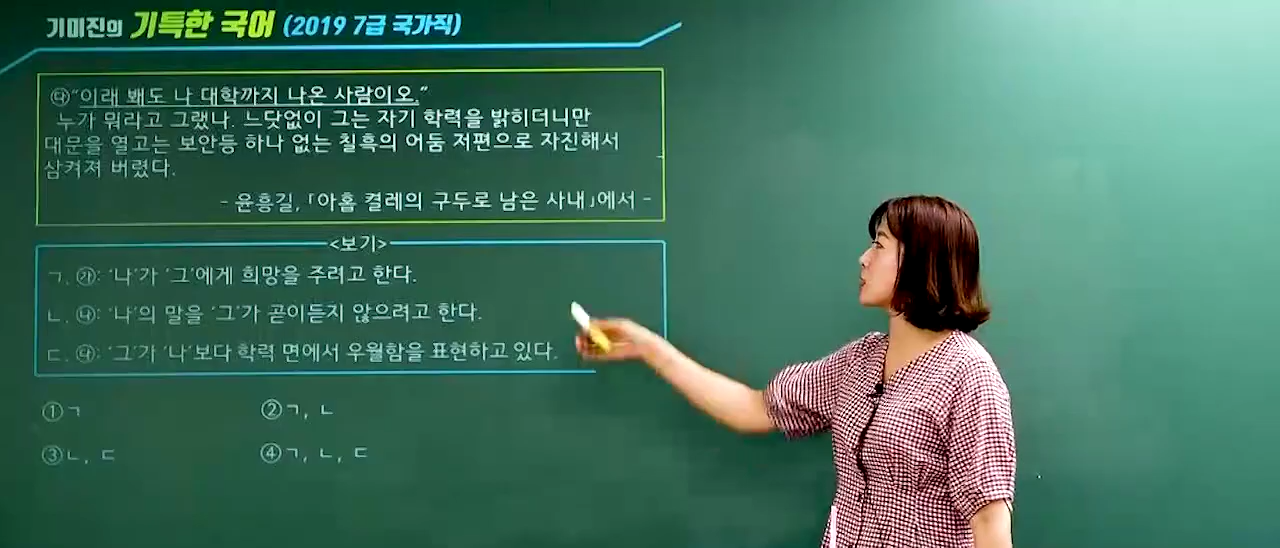 기미진의 기특한 국어 (2019 7급 국가직)
㉰“이래 봬도 나 대학까지 나온 사람이오.”
누가 뭐라고 그랬나. 느닷없이 그는 자기 학력을 밝히더니만
대문을 열고는 보안등 하나 없는 칠흑의 어둠 저편으로 자진해서
삼켜져 버렸다.
- 윤흥길, 「아홉 켤레의 구두로 남은 사내」에서 -
<보기>
ㄱ. ㉮: ‘나’가 ‘그’에게 희망을 주려고 한다.
ㄴ. ㉯: ‘나’의 말을 ‘그’가 곧이듣지 않으려고 한다.
ㄷ. ㉰: ‘그’가 ‘나’보다 학력 면에서 우월함을 표현하고 있다.
① ㄱ ② ㄱ, ㄴ
③ ㄴ, ㄷ ④ ㄱ, ㄴ, ㄷ